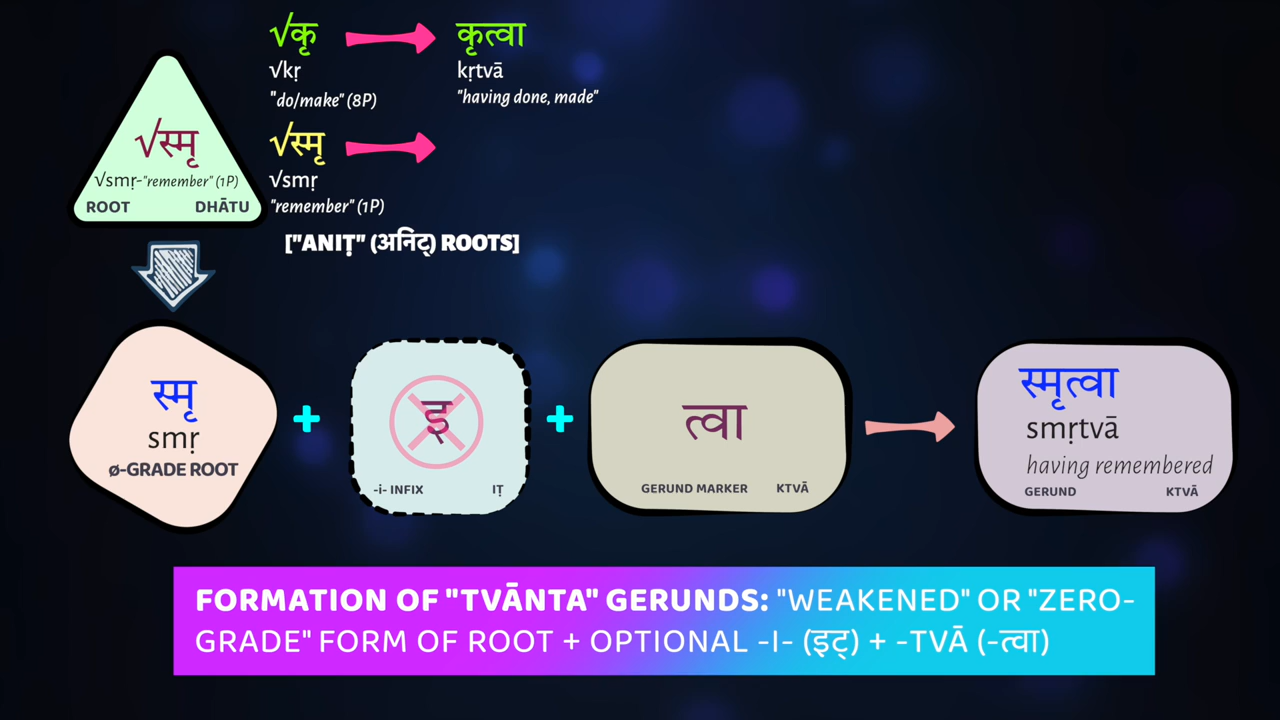 √कृ
कृत्वा
√kṛ
kṛtvā
"do/make" (8P)
"having done, made"
√स्मृ
√smṛ
"remember" (1P)
["ANIṬ" (अनिट्) ROOTS]
√स्मृ
√smṛ-"remember" (1P)
ROOT DHĀTU
स्मृ
smṛ
ø-GRADE ROOT
+
इ
-i- INFIX IṬ
+
त्वा
GERUND MARKER KTVĀ
स्मृत्वा
smṛtvā
having remembered
GERUND KTVĀ
FORMATION OF "TVĀNTA" GERUNDS: "WEAKENED" OR "ZERO-
GRADE" FORM OF ROOT + OPTIONAL -I- (इट्) + -TVĀ (-त्वा)